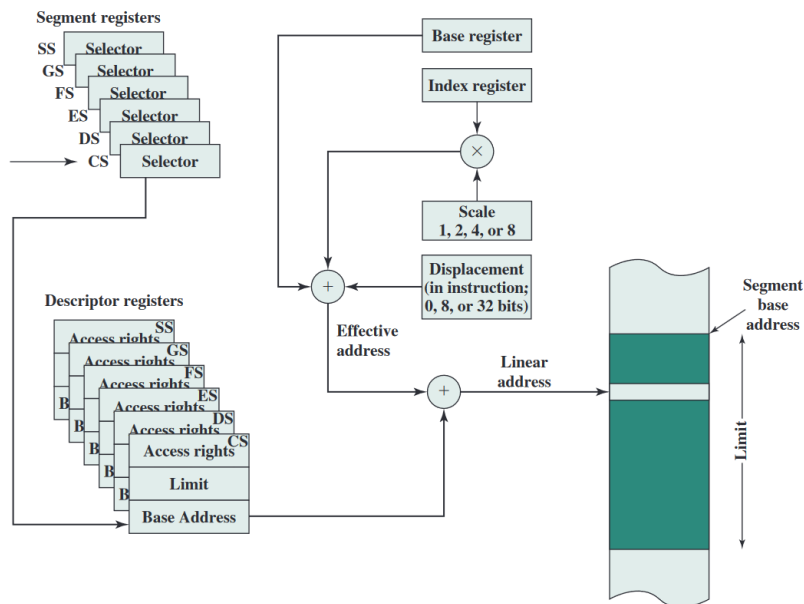 Segment registers
SS
Selector
GS
Selector
FS
Selector
ES
Selector
DS
Selector
CS
Selector
Base register
Index register
×
Scale
1, 2, 4, or 8
Displacement
(in instruction;
0, 8, or 32 bits)
+
Effective
address
Descriptor registers
SS
Access rights
GS
Access rights
FS
Access rights
ES
Access rights
DS
Access rights
CS
Access rights
B
B
B
B
B
Limit
Base Address
+
Linear
address
Segment
base
address
Limit